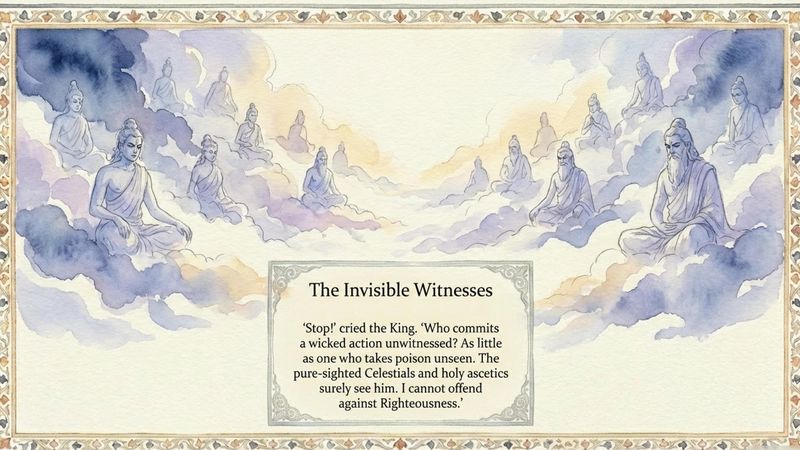 The Invisible Witnesses
‘Stop!’ cried the King. ‘Who commits
a wicked action unwitnessed? As little
as one who takes poison unseen. The
pure-sighted Celestials and holy ascetics
surely see him. I cannot offend
against Righteousness.’